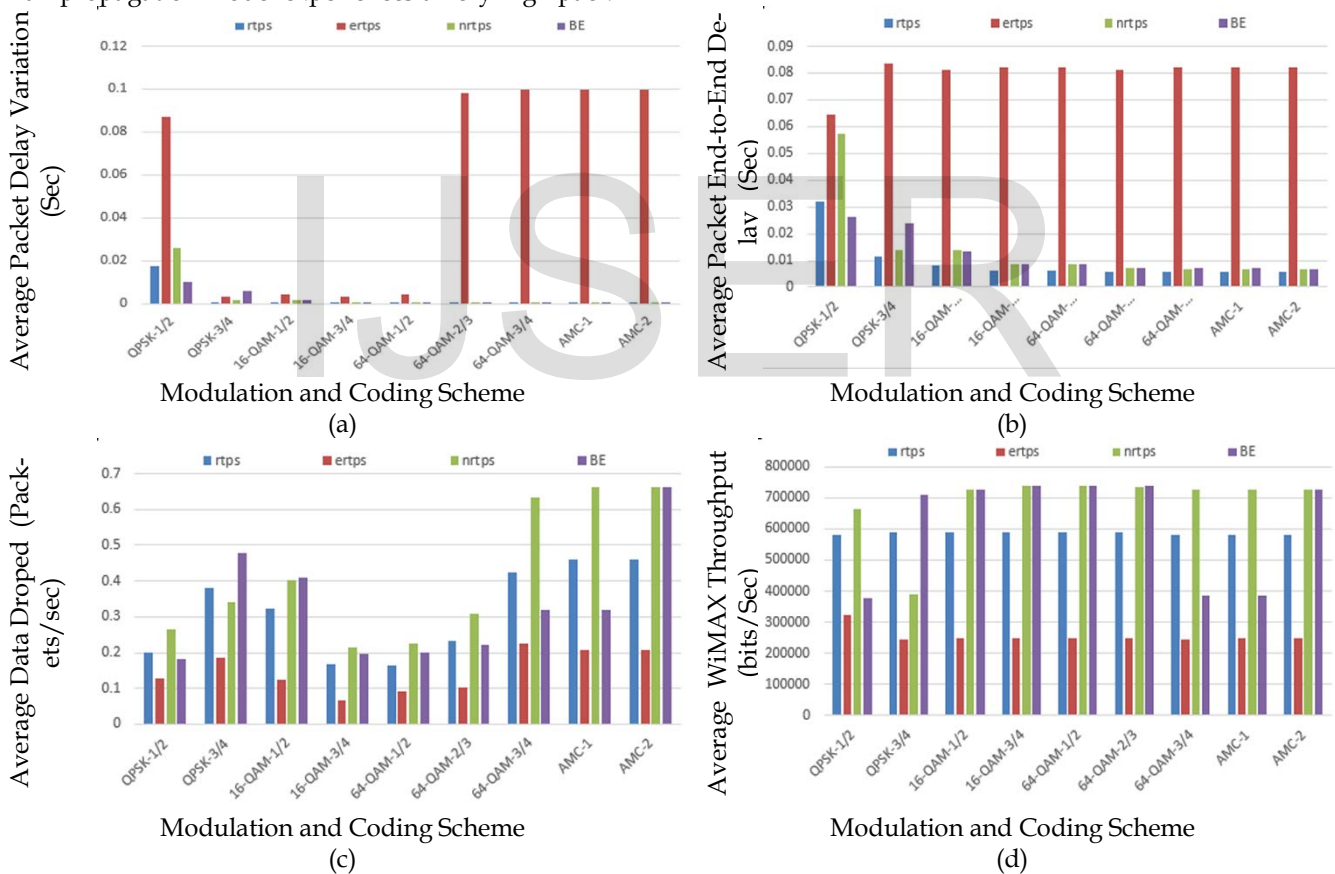 rtps ertps nrtps BE
Average Packet Delay Variation
(Sec)
0.12
0.1
0.08
0.06
0.04
0.02
0
QPSK-1/2 QPSK-3/4 16-QAM-1/2 16-QAM-3/4 64-QAM-1/2 64-QAM-2/3 64-QAM-3/4 AMC-1 AMC-2
Modulation and Coding Scheme
(a)
rtps ertps nrtps BE
Average Packet End-to-End De-
lay (Sec)
0.09
0.08
0.07
0.06
0.05
0.04
0.03
0.02
0.01
0
QPSK-1/2 QPSK-3/4 16-QAM-... 16-QAM-... 64-QAM-... 64-QAM-... 64-QAM-... AMC-1 AMC-2
Modulation and Coding Scheme
(b)
IJSER
rtps ertps nrtps BE
Average Data Droped (Pack-
ets/sec)
0.7
0.6
0.5
0.4
0.3
0.2
0.1
0
QPSK-1/2 QPSK-3/4 16-QAM-1/2 16-QAM-3/4 64-QAM-1/2 64-QAM-2/3 64-QAM-3/4 AMC-1 AMC-2
Modulation and Coding Scheme
(c)
rtps ertps nrtps BE
Average WiMAX Throughput
(bits/Sec)
800000
700000
600000
500000
400000
300000
200000
100000
0
QPSK-1/2 QPSK-3/4 16-QAM-1/2 16-QAM-3/4 64-QAM-1/2 64-QAM-2/3 64-QAM-3/4 AMC-1 AMC-2
Modulation and Coding Scheme
(d)